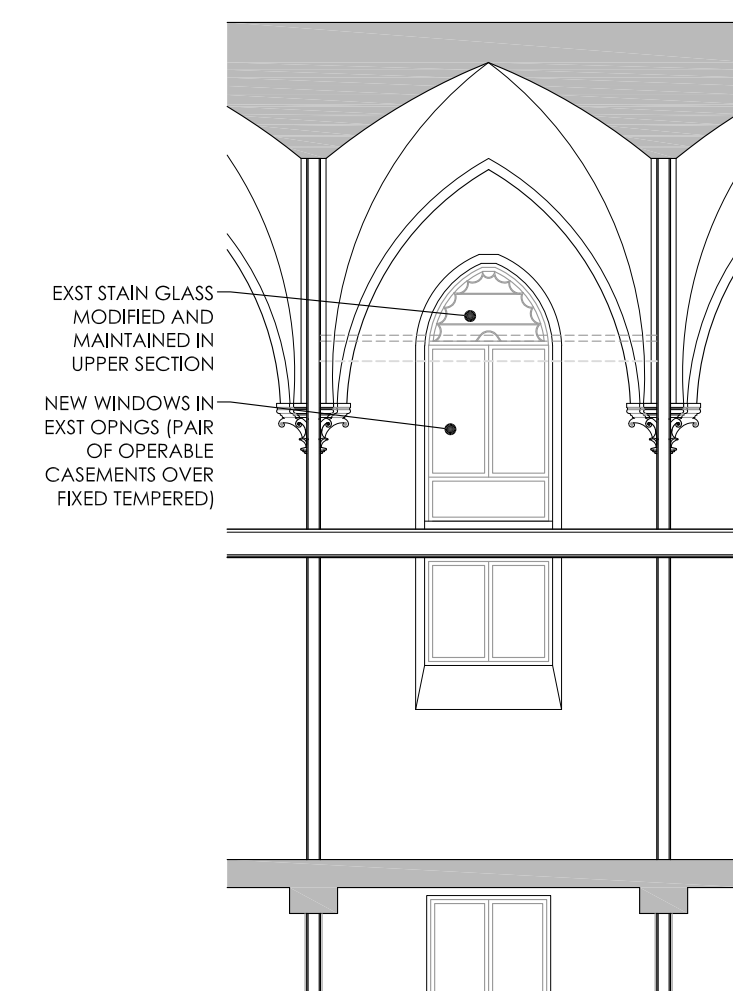 EXST STAIN GLASS
MODIFIED AND
MAINTAINED IN
UPPER SECTION
NEW WINDOWS IN
EXST OPNGS (PAIR
OF OPERABLE
CASEMENTS OVER
FIXED TEMPERED)